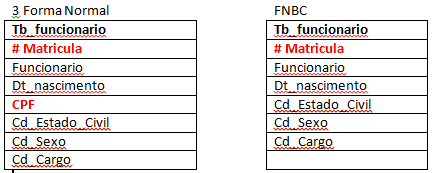 3 Forma Normal
Tb_funcionario
# Matricula
Funcionario
Dt_nascimento
CPF
Cd_Estado_Civil
Cd_Sexo
Cd_Cargo
FNBC
Tb_funcionario
# Matricula
Funcionario
Dt_nascimento
Cd_Estado_Civil
Cd_Sexo
Cd_Cargo